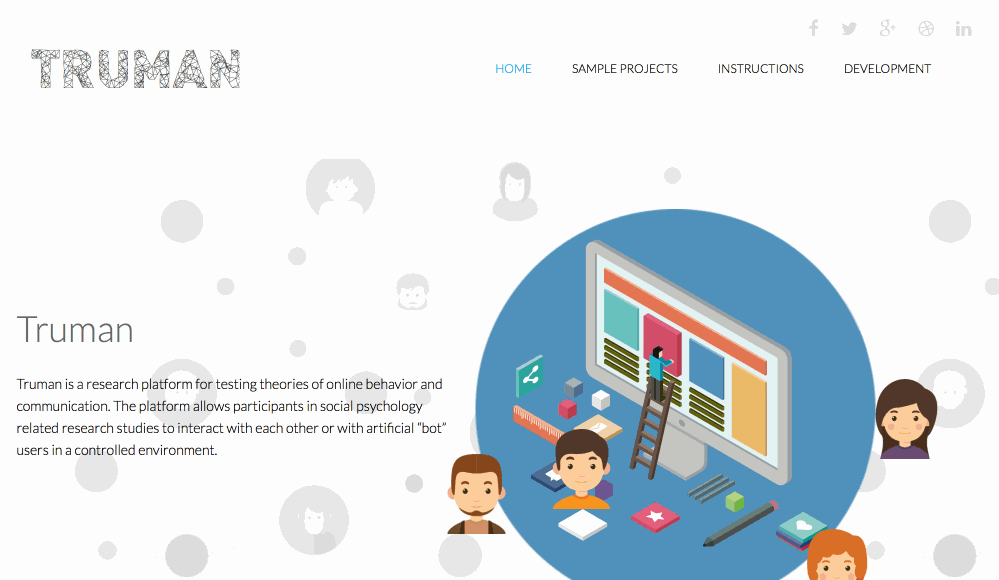 TRUMAN
HOME SAMPLE PROJECTS INSTRUCTIONS DEVELOPMENT
Truman
Truman is a research platform for testing theories of online behavior and
communication. The platform allows participants in social psychology
related research studies to interact with each other or with artificial “bot”
users in a controlled environment.